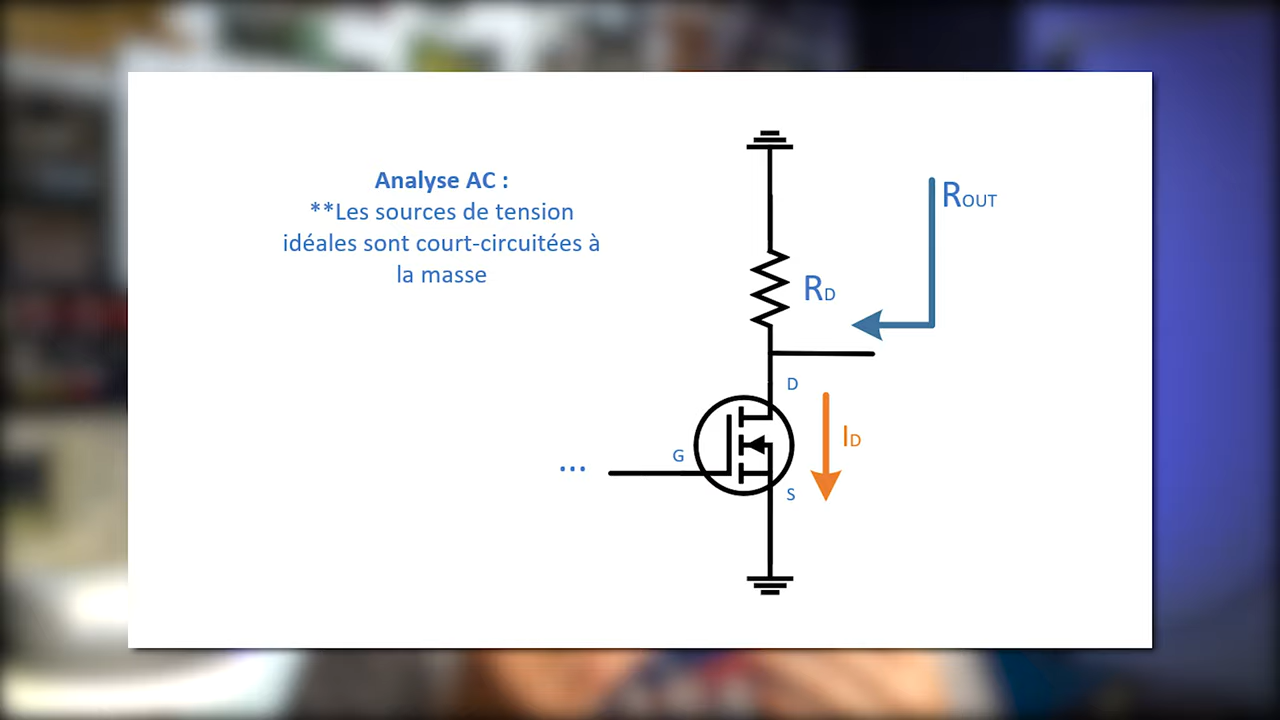 Analyse AC :
**Les sources de tension
idéales sont court-circuitées à
la masse
ROUT
RD
D
ID
G
...
S